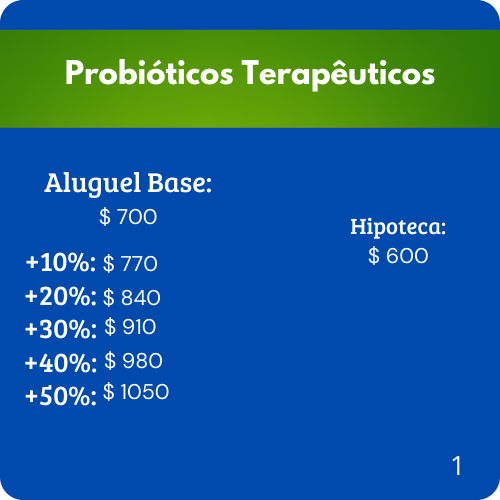 Probióticos Terapêuticos
Aluguel Base:
$ 700
Hipoteca:
$ 600
+10%: $ 770
+20%: $ 840
+30%: $ 910
+40%: $ 980
+50%: $ 1050
1